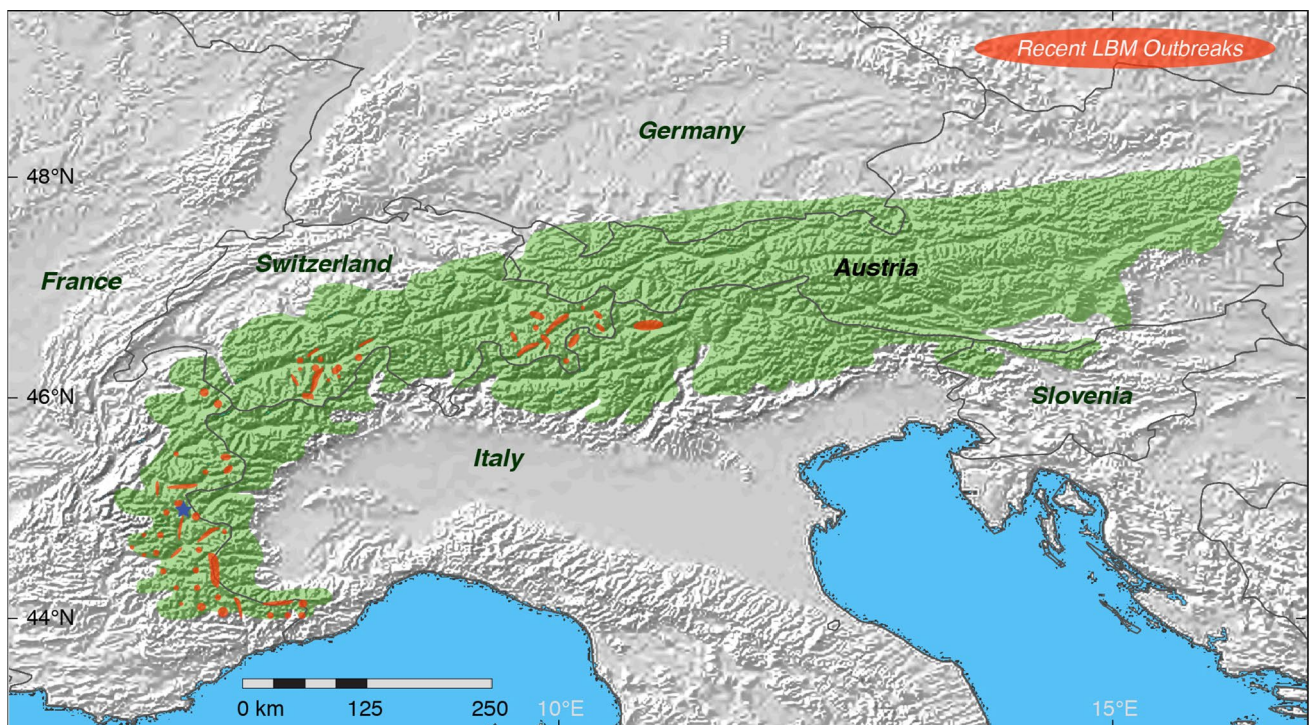 Recent LBM Outbreaks
Germany
48°N
Switzerland
France
Austria
46°N
Slovenia
Italy
44°N
0 km 125 250
10°E
15°E